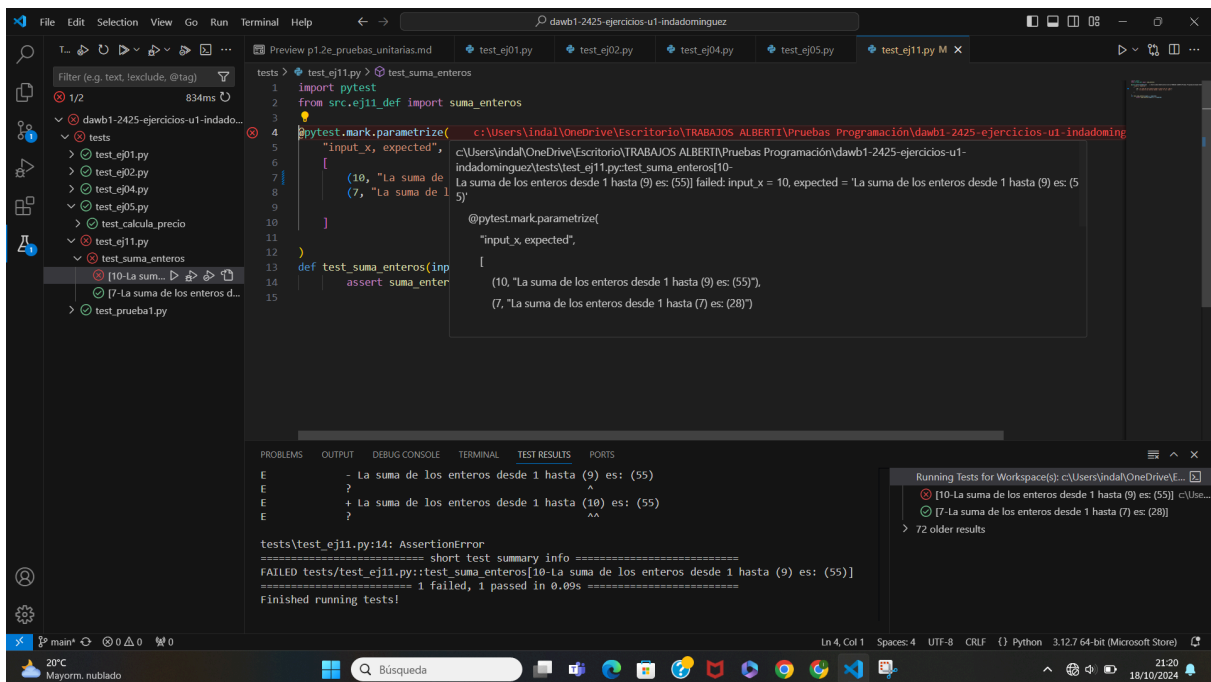 File Edit Selection View Go Run Terminal Help
dawb1-2425-ejercicios-u1-indadominguez
T...
Filter (e.g. text, !exclude, @tag)
1/2 834ms
dawb1-2425-ejercicios-u1-indado...
tests
test_ej01.py
test_ej02.py
test_ej04.py
test_ej05.py
test_calcula_precio
test_ej11.py
test_suma_enteros
[10-La sum...
[7-La suma de los enteros d...
test_prueba1.py
Preview p1.2e_pruebas_unitarias.md test_ej01.py test_ej02.py test_ej04.py test_ej05.py test_ej11.py M
tests > test_ej11.py > test_suma_enteros
1 import pytest
2 from src.ej11_def import suma_enteros
3
4 @pytest.mark.parametrize( c:\Users\indal\OneDrive\Escritorio\TRABAJOS ALBERTI\Pruebas Programación\dawb1-2425-ejercicios-u1-indadoming
5 "input_x, expected",
6 [
7 (10, "La suma de
8 (7, "La suma de l
9
10 ]
11
12 )
13 def test_suma_enteros(inp
14 assert suma_enter
15
c:\Users\indal\OneDrive\Escritorio\TRABAJOS ALBERTI\Pruebas Programación\dawb1-2425-ejercicios-u1-
indadominguez\tests\test_ej11.py::test_suma_enteros[10-
La suma de los enteros desde 1 hasta (9) es: (55)] failed: input_x = 10, expected = 'La suma de los enteros desde 1 hasta (9) es: (5
5)'
@pytest.mark.parametrize(
"input_x, expected",
[
(10, "La suma de los enteros desde 1 hasta (9) es: (55)"),
(7, "La suma de los enteros desde 1 hasta (7) es: (28)")
PROBLEMS OUTPUT DEBUG CONSOLE TERMINAL TEST RESULTS PORTS
E - La suma de los enteros desde 1 hasta (9) es: (55)
E ? ^
E + La suma de los enteros desde 1 hasta (10) es: (55)
E ? ^^
tests\test_ej11.py:14: AssertionError
=========================== short test summary info ===========================
FAILED tests/test_ej11.py::test_suma_enteros[10-La suma de los enteros desde 1 hasta (9) es: (55)]
========================= 1 failed, 1 passed in 0.09s =========================
Finished running tests!
Running Tests for Workspace(s): c:\Users\indal\OneDrive\E...
[10-La suma de los enteros desde 1 hasta (9) es: (55)] c:\Use...
[7-La suma de los enteros desde 1 hasta (7) es: (28)]
72 older results
main* 0 0 0
Ln 4, Col 1 Spaces: 4 UTF-8 CRLF {} Python 3.12.7 64-bit (Microsoft Store)
20°C
Mayorm. nublado
Búsqueda
21:20
18/10/2024